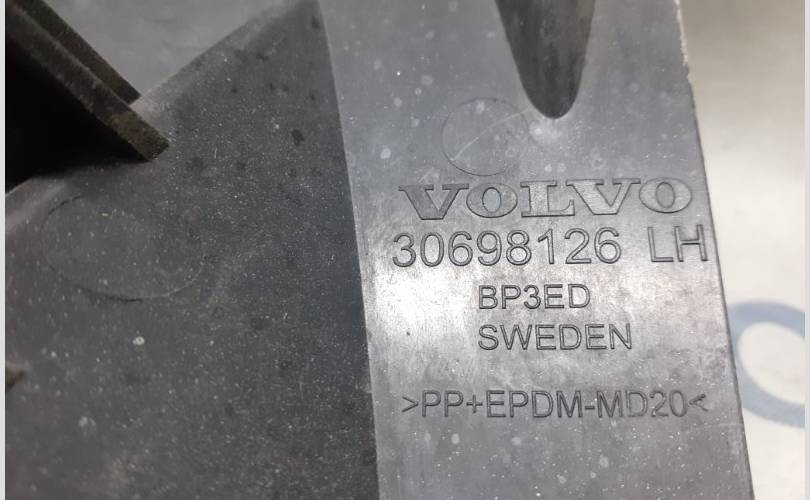 VOLVO
30698126 LH
BP3ED
SWEDEN
>PP+EPDM-MD20<